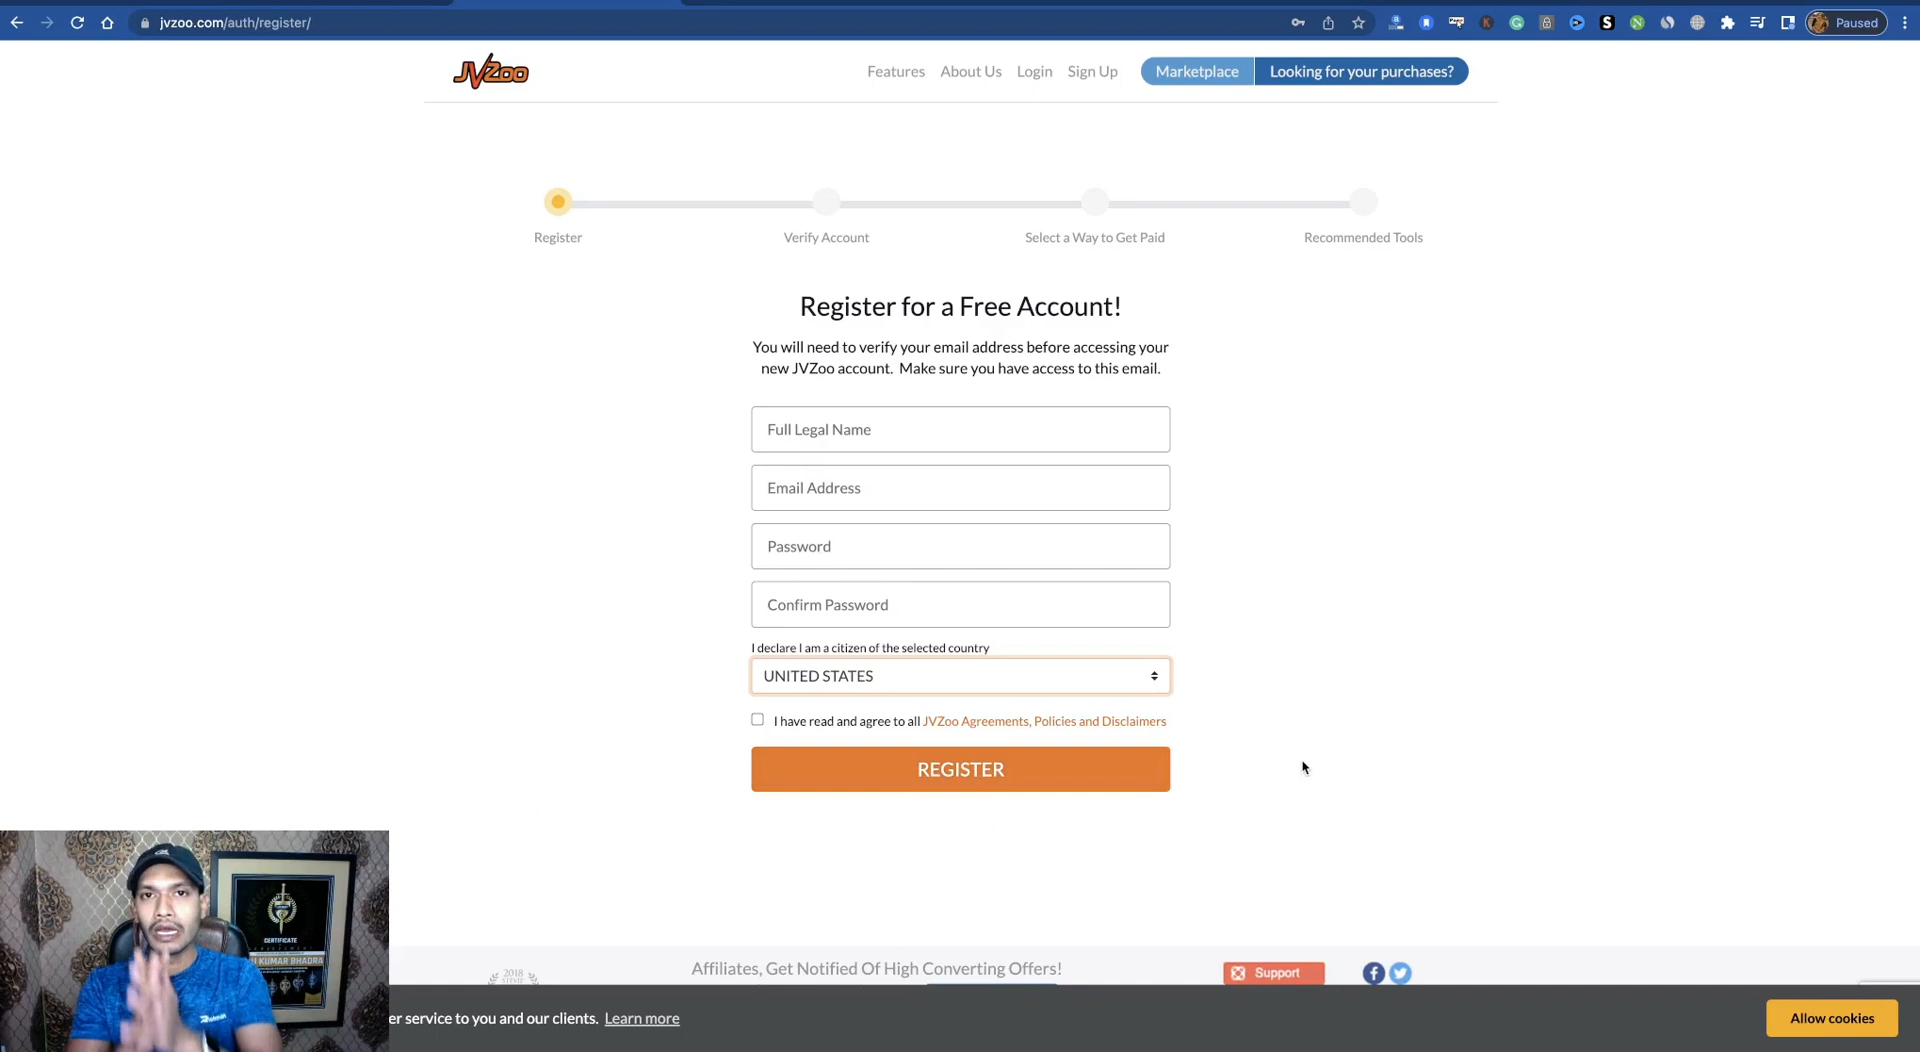 jvzoo.com/auth/register/
Paused
JVZoo
Features About Us Login Sign Up Marketplace Looking for your purchases?
Register Verify Account Select a Way to Get Paid Recommended Tools
Register for a Free Account!
You will need to verify your email address before accessing your
new JVZoo account. Make sure you have access to this email.
Full Legal Name
Email Address
Password
Confirm Password
I declare I am a citizen of the selected country
UNITED STATES
I have read and agree to all JVZoo Agreements, Policies and Disclaimers
REGISTER
CERTIFICATE
KUMAR BHADRA
2018
Affiliates, Get Notified Of High Converting Offers!
Support
er service to you and our clients. Learn more
Allow cookies